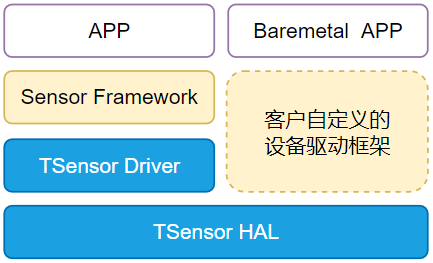 APP
Baremetal  APP
Sensor Framework
客户自定义的
设备驱动框架
TSensor Driver
TSensor HAL